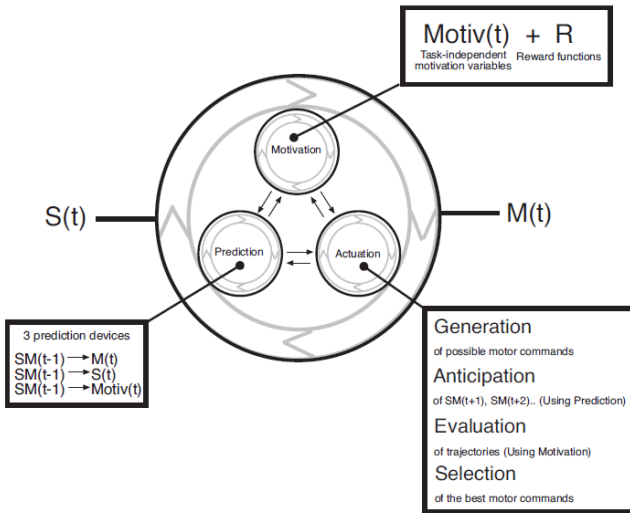 Motiv(t) + R
Task-independent motivation variables
Reward functions
Motivation
S(t)
M(t)
Prediction
Actuation
3 prediction devices
SM(t-1) → M(t)
SM(t-1) → S(t)
SM(t-1) → Motiv(t)
Generation
of possible motor commands
Anticipation
of SM(t+1), SM(t+2).. (Using Prediction)
Evaluation
of trajectories (Using Motivation)
Selection
of the best motor commands